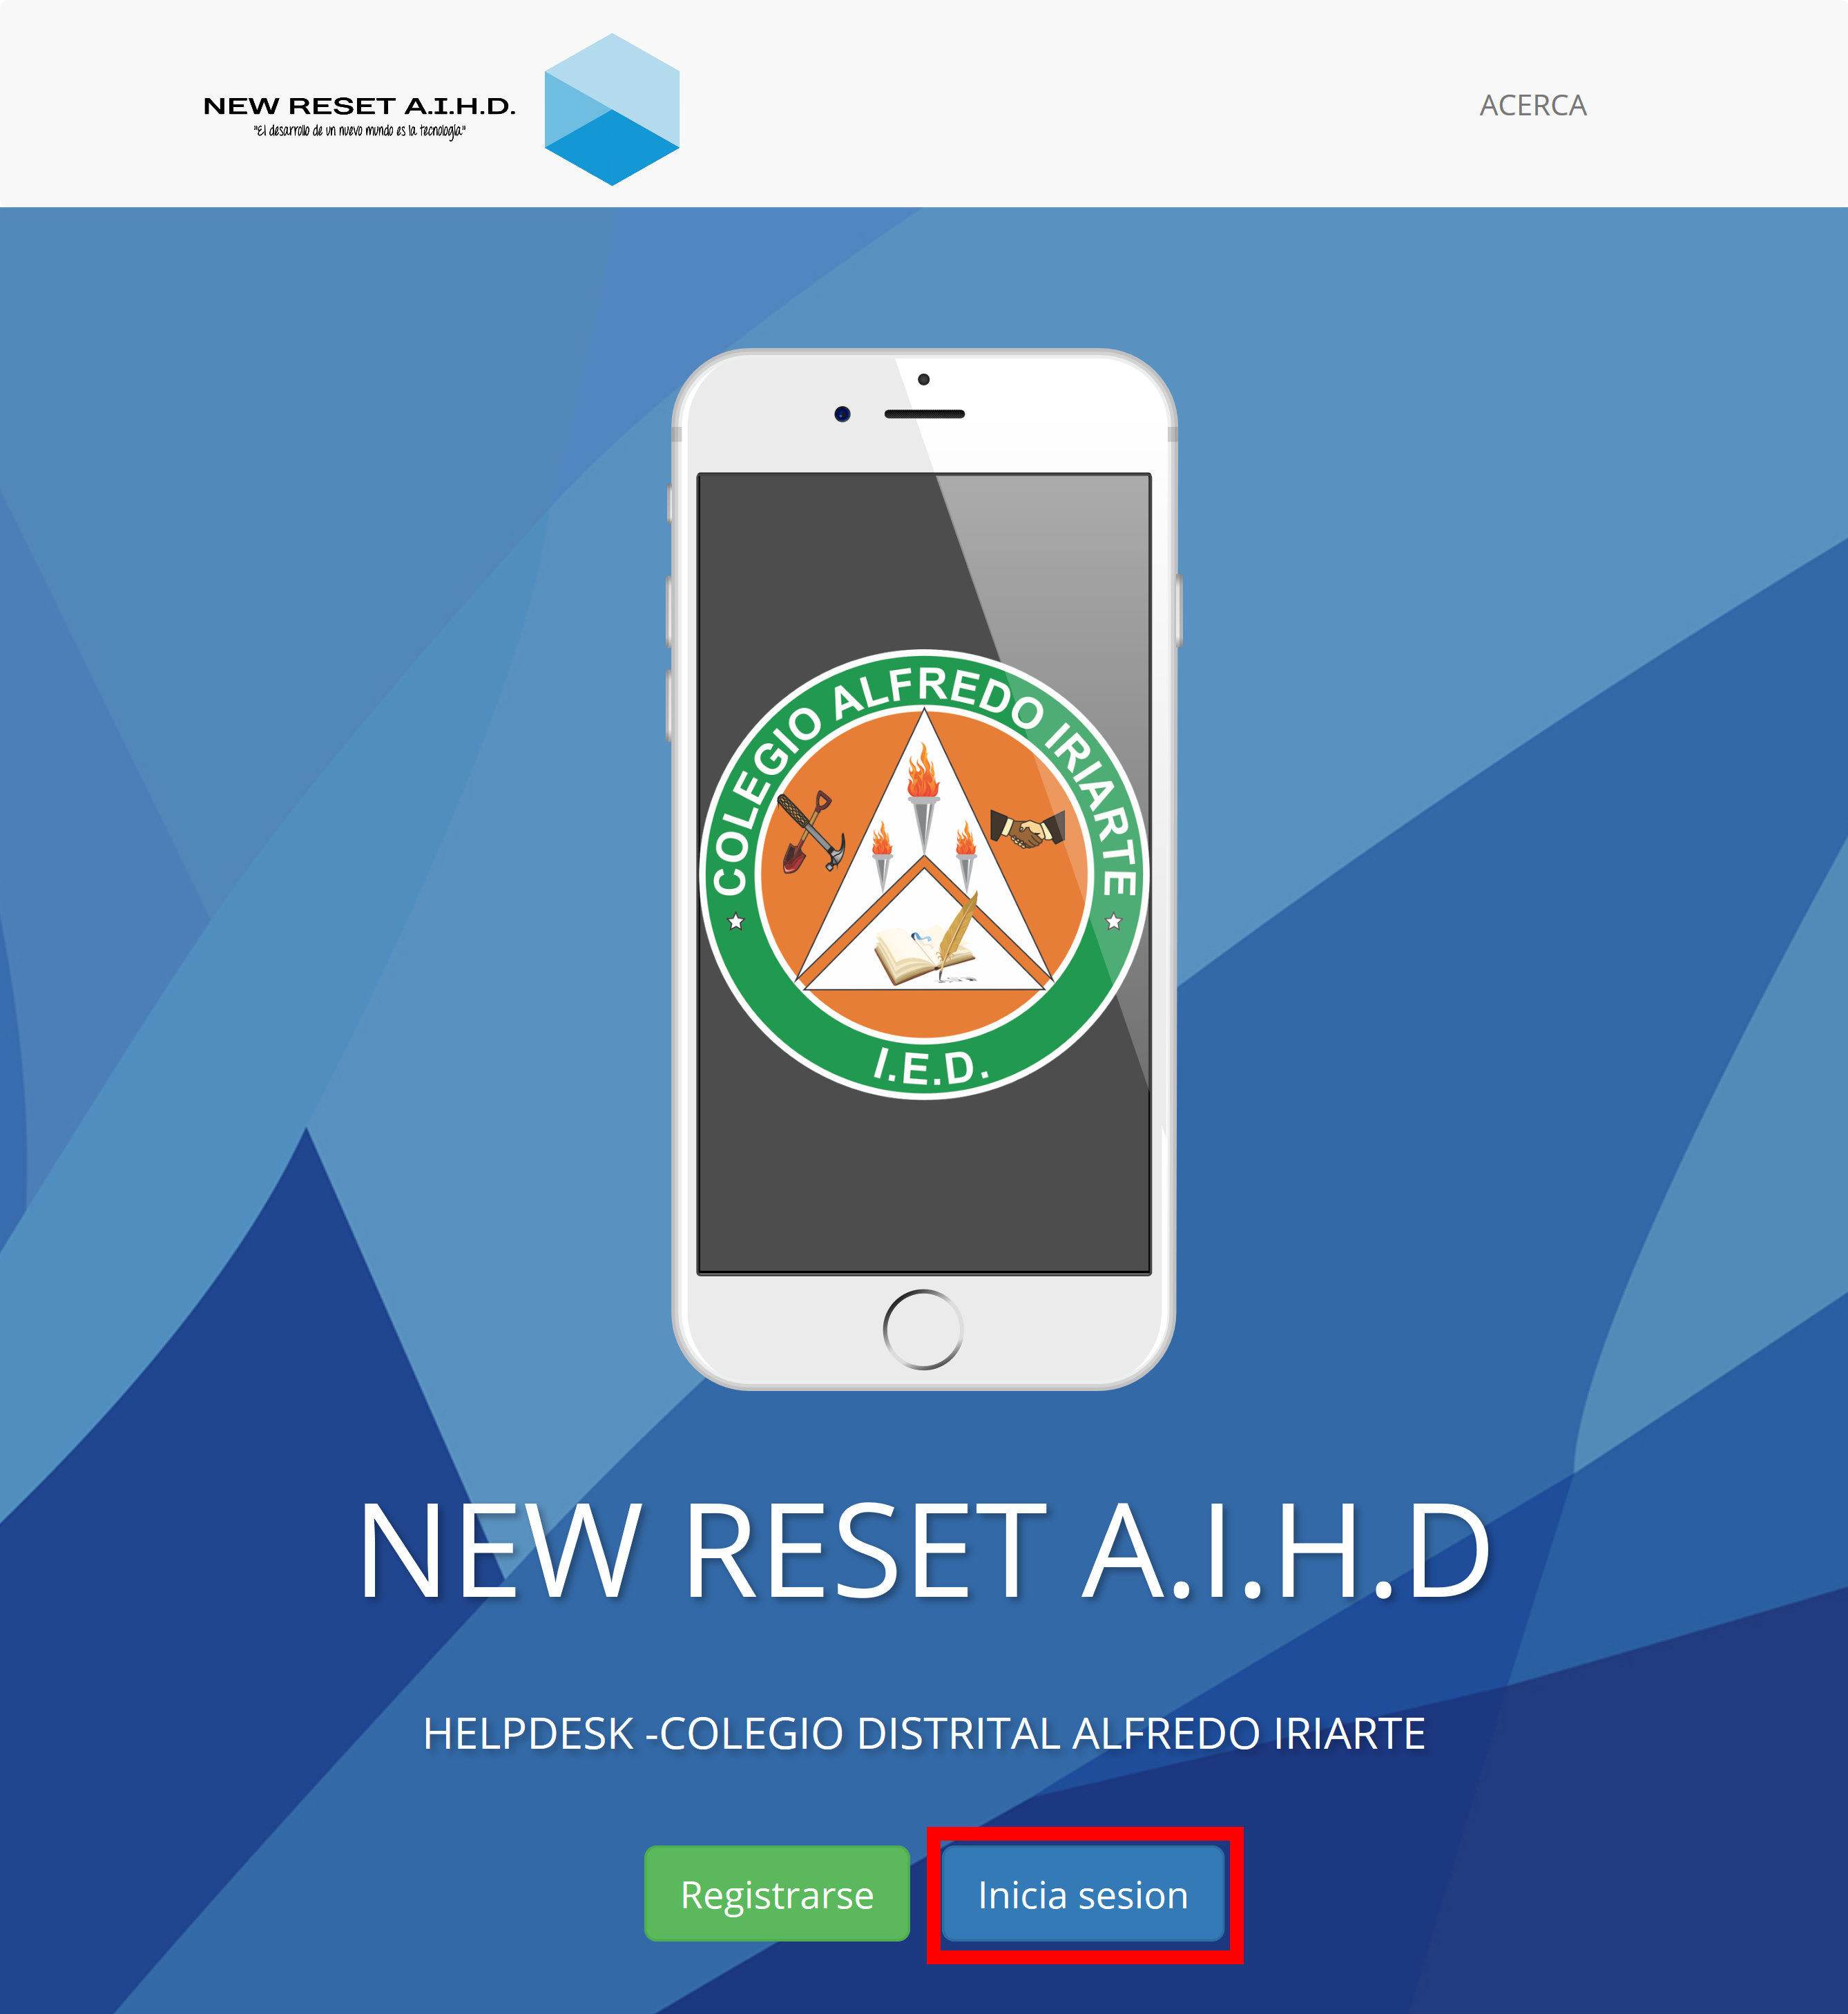 NEW RESET A.I.H.D.
"El desarrollo de un nuevo mundo es la tecnología"
ACERCA
COLEGIO ALFREDO IRIARTE
I.E.D.
NEW RESET A.I.H.D
HELPDESK -COLEGIO DISTRITAL ALFREDO IRIARTE
Registrarse
Inicia sesion